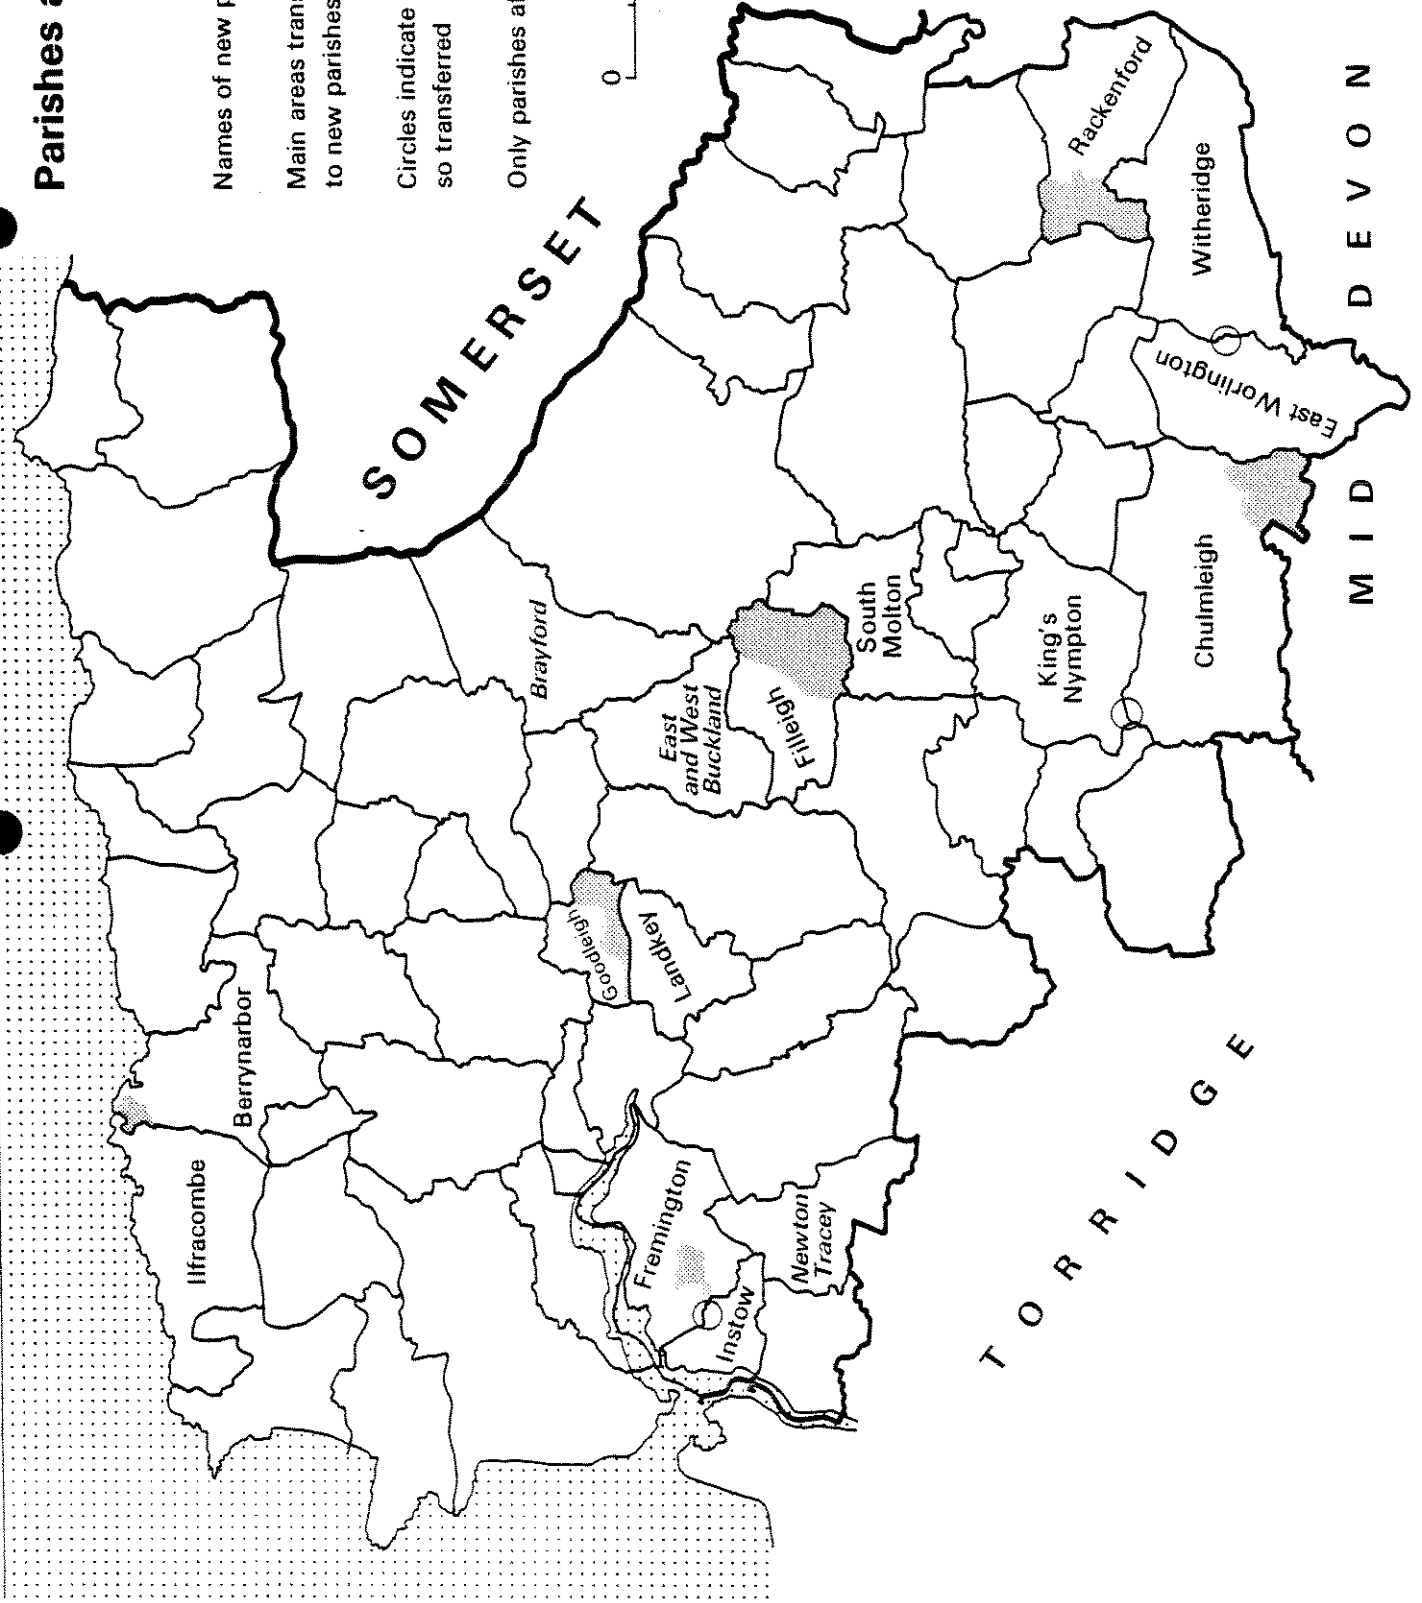 Parishes a
Names of new p
Main areas tran
to new parishes
Circles indicate
so transferred
Only parishes at
0
SOMERSET
Ilfracombe
Berrynarbor
Brayford
East
and West
Buckland
Filleigh
South
Molton
Goodleigh
Landkey
Fremington
Instow
Newton
Tracey
King's
Nympton
Chulmleigh
East Worlington
Witheridge
Rackenford
TORRIDGE
MID DEVON